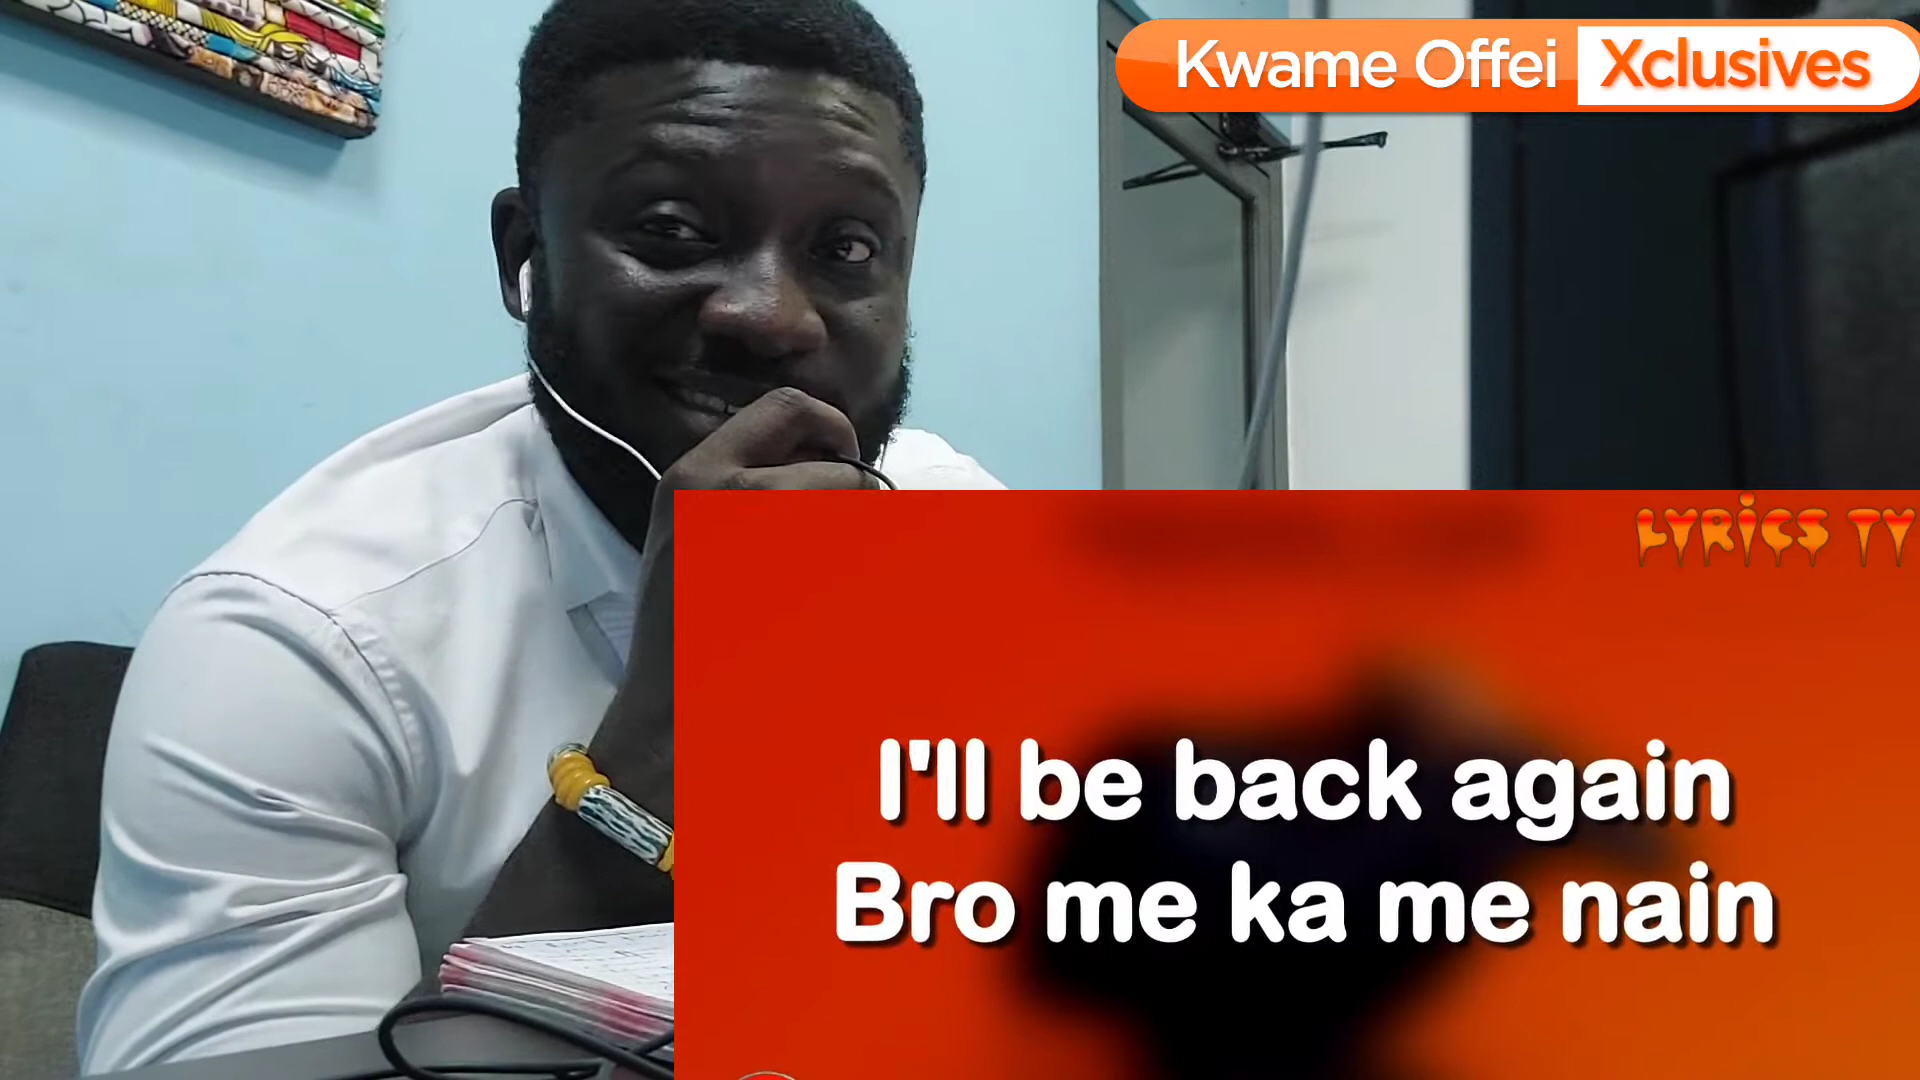 Kwame Offei Xclusives
LYRICS TV
I'll be back again
Bro me ka me nain